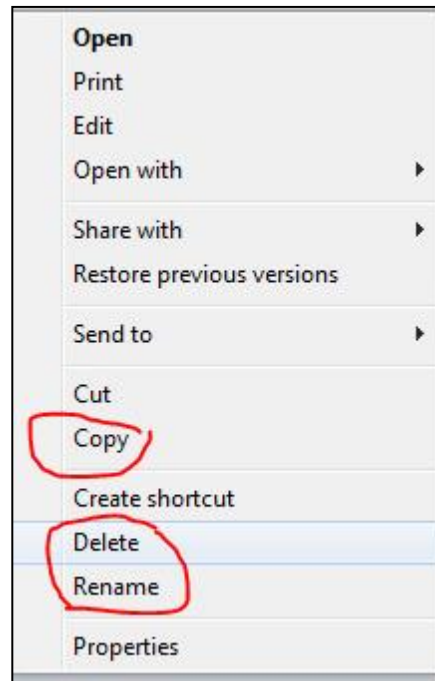 Open
Print
Edit
Open with
Share with
Restore previous versions
Send to
Cut
Copy
Create shortcut
Delete
Rename
Properties